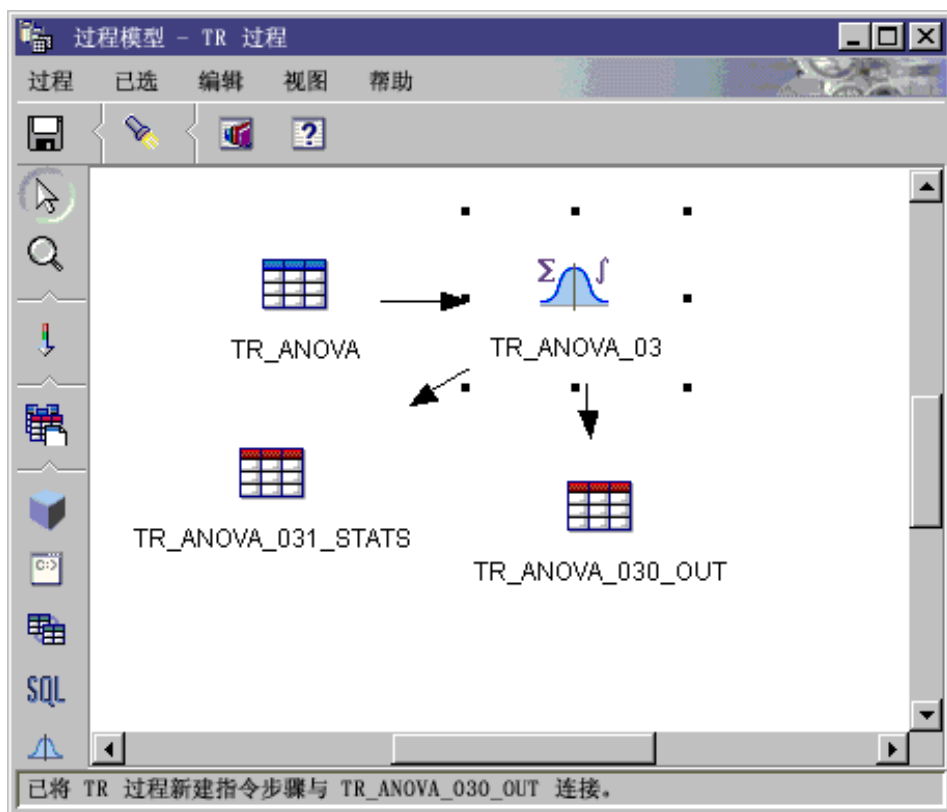 过程模型 - TR 过程
过程 已选 编辑 视图 帮助
TR_ANOVA
TR_ANOVA_03
TR_ANOVA_031_STATS
TR_ANOVA_030_OUT
C:>
SQL
已将 TR 过程新建指令步骤与 TR_ANOVA_030_OUT 连接。